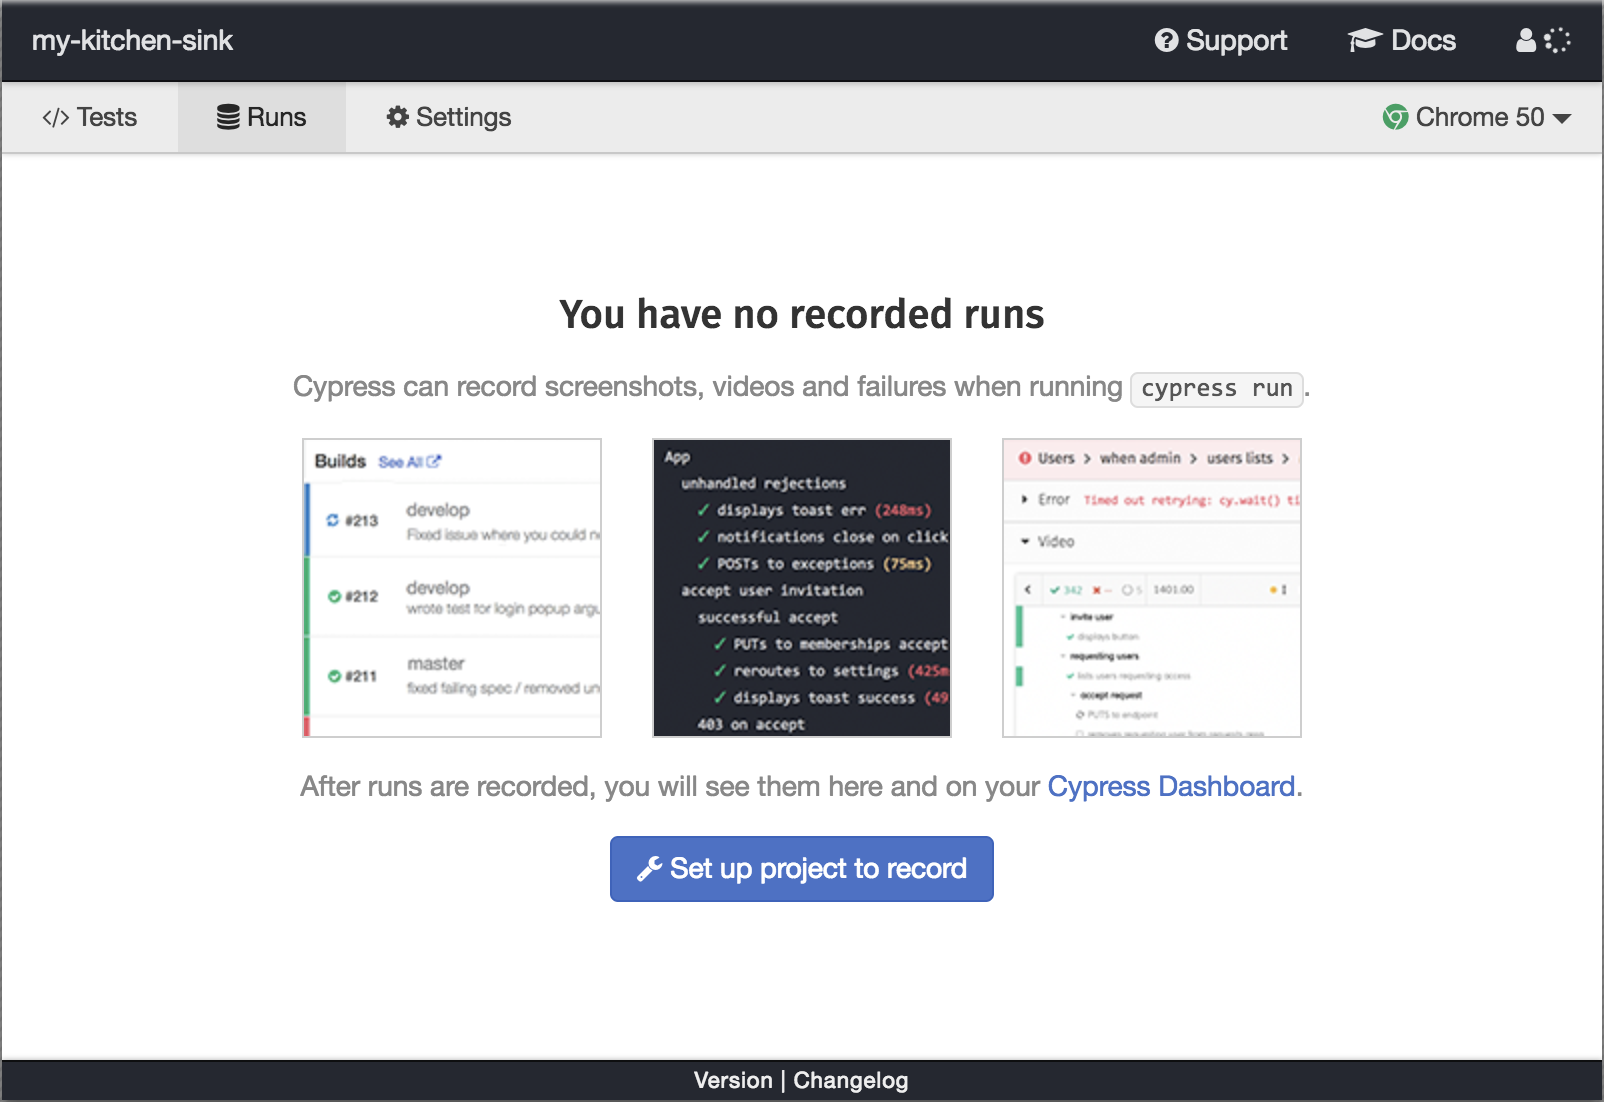 my-kitchen-sink
Support
Docs
Tests
Runs
Settings
Chrome 50
You have no recorded runs
Cypress can record screenshots, videos and failures when running cypress run.
Builds See All
#213
develop
Fixed issue where you could n
#212
develop
wrote test for login popup argu
#211
master
fixed failing spec / removed un
App
unhandled rejections
✓ displays toast err (248ms)
✓ notifications close on click
✓ POSTs to exceptions (75ms)
accept user invitation
successful accept
✓ PUTs to memberships accept
✓ reroutes to settings (425m
✓ displays toast success (49
403 on accept
Users > when admin > users lists >
Error Timed out retrying: cy.wait() ti
Video
< ✓ 342 ✖ -- 5 1401.00 1
invite user
✓ displays button
requesting users
✓ lists users requesting access
accept request
PUTS to endpoint
removes requesting user from requests
After runs are recorded, you will see them here and on your Cypress Dashboard.
Set up project to record
Version | Changelog